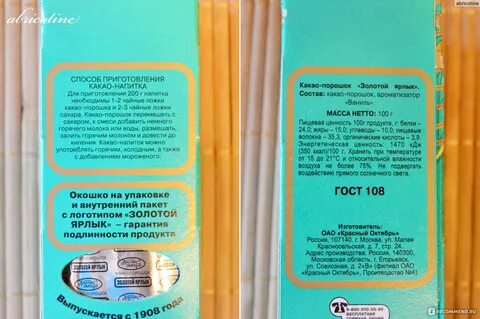 abricotine
СПОСОБ ПРИГОТОВЛЕНИЯ
КАКАО-НАПИТКА
Для приготовления 200 г напитка
необходимы 1-2 чайные ложки
какао-порошка и 2-3 чайные ложки
сахара. Какао-порошок перемешать с
сахаром, к смеси добавить немного
горячего молока или воды, размешать,
залить горячим молоком и довести до
кипения. Какао-напиток можно
употреблять горячим, холодным, а также
с добавлением мороженого.
Окошко на упаковке
и внутренний пакет
с логотипом «ЗОЛОТОЙ
ЯРЛЫК» – гарантия
подлинности продукта
КАКАО-ПОРОШОК
ЗОЛОТОЙ ЯРЛЫК
Выпускается с 1908 года
abricotine
Какао-порошок «Золотой ярлык».
Состав: какао-порошок, ароматизатор
«Ваниль».
МАССА НЕТТО: 100 г
Пищевая ценность 100г продукта, г: белки -
24,0; жиры – 15,0; углеводы – 10,0; пищевые
волокна – 35,3; органические кислоты – 3,9.
Энергетическая ценность: 1470 кДж
(350 ккал)/100 г. Хранить при температуре
от 15 до 21°С и относительной влажности
воздуха не более 75%. Не подвергать
воздействию прямого солнечного света.
ГОСТ 108
Изготовитель:
ОАО «Красный Октябрь»
Россия, 107140, г. Москва, ул. Малая
Красносельская, д. 7, стр. 24.
Адрес производства: Россия, 140300,
Московская область, г. Егорьевск,
ул. Совхозная, д. 2«В» (филиал ОАО
«Красный Октябрь», Производство №4)
БЕСПЛАТНАЯ
IRECOMMEND.RU